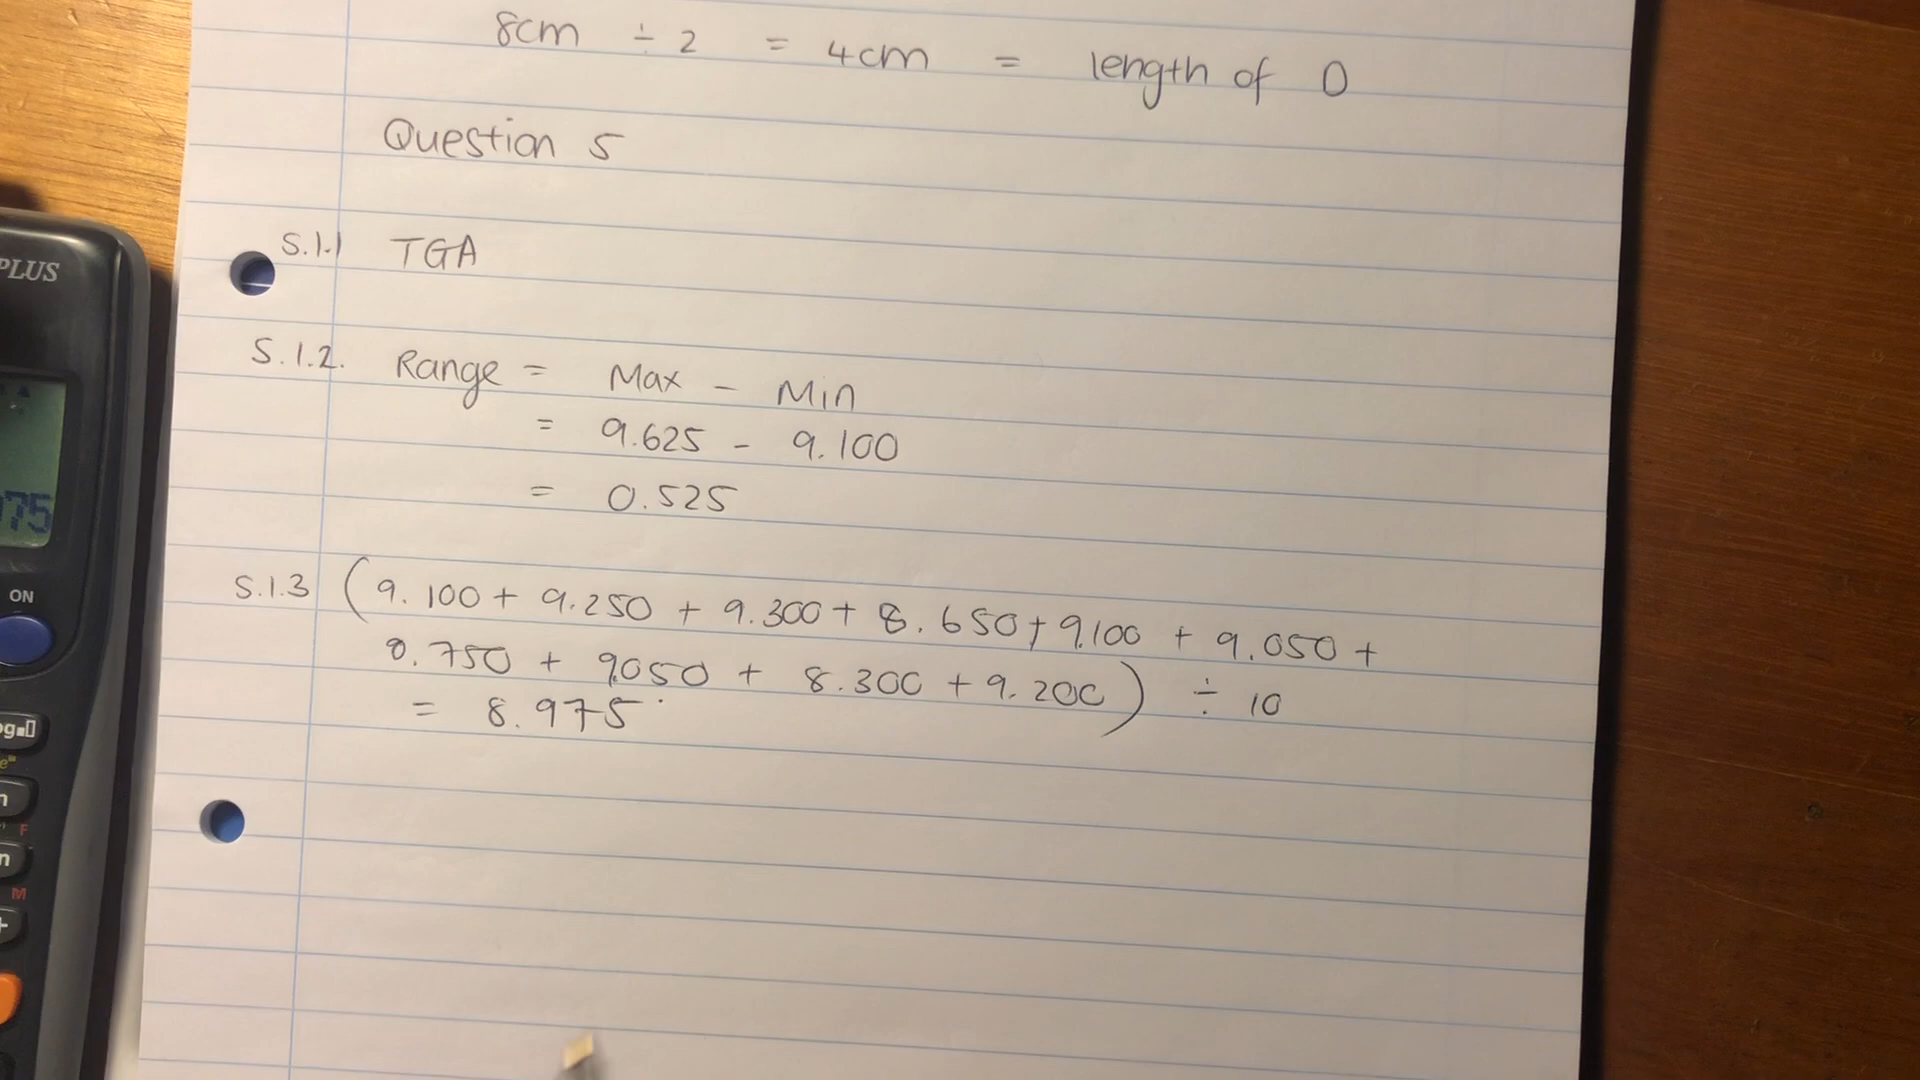 8cm ÷ 2 = 4cm = length of O
Question 5
5.1.1 TGA
5.1.2. Range = Max - Min
= 9.625 - 9.100
= 0.525
5.1.3 (9.100 + 9.250 + 9.300 + 8.650 + 9.100 + 9.050 +
8.750 + 9.050 + 8.300 + 9.200) ÷ 10
= 8.975
PLUS
75
ON